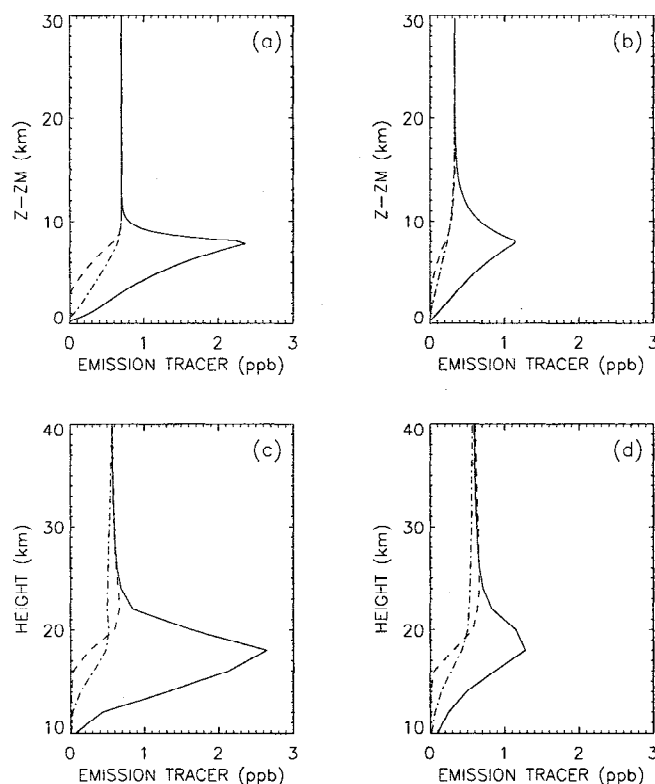 30
20
10
0
Z-ZM (km)
(a)
0 1 2 3
EMISSION TRACER (ppb)
30
20
10
0
Z-ZM (km)
(b)
0 1 2 3
EMISSION TRACER (ppb)
40
30
20
10
HEIGHT (km)
(c)
0 1 2 3
EMISSION TRACER (ppb)
40
30
20
10
HEIGHT (km)
(d)
0 1 2 3
EMISSION TRACER (ppb)